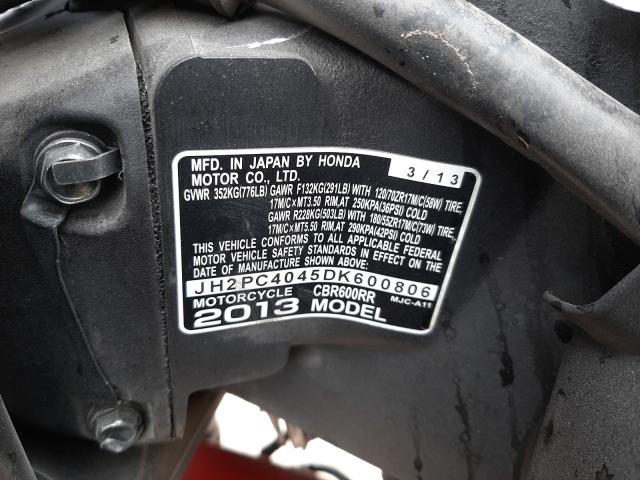 MFD. IN JAPAN BY HONDA 3/13
MOTOR CO., LTD.
GVWR 352KG(776LB) GAWR F132KG(291LB) WITH 120/70ZR17M/C(58W) TIRE,
17M/C×MT3.50 RIM, AT 250KPA(36PSI) COLD
GAWR R228KG(503LB) WITH 180/55ZR17M/C(73W) TIRE,
17M/C×MT5.50 RIM, AT 290KPA(42PSI) COLD
THIS VEHICLE CONFORMS TO ALL APPLICABLE FEDERAL
MOTOR VEHICLE SAFETY STANDARDS IN EFFECT ON THE
DATE OF MANUFACTURE SHOWN ABOVE.
JH2PC4045DK600806
MOTORCYCLE CBR600RR MJC-A11
2013 MODEL